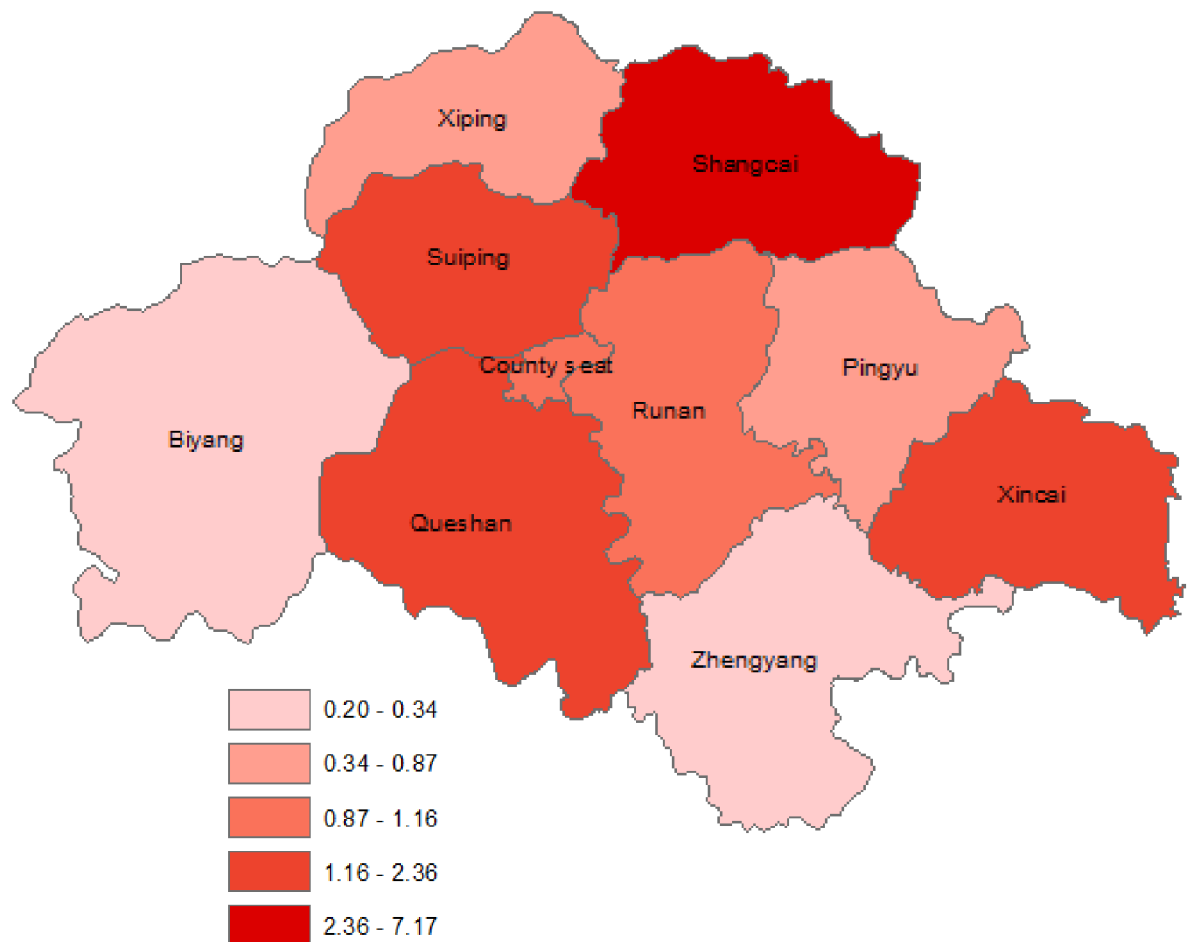 Xiping
Shangcai
Suiping
County seat
Pingyu
Runan
Biyang
Xincai
Queshan
Zhengyang
0.20 - 0.34
0.34 - 0.87
0.87 - 1.16
1.16 - 2.36
2.36 - 7.17